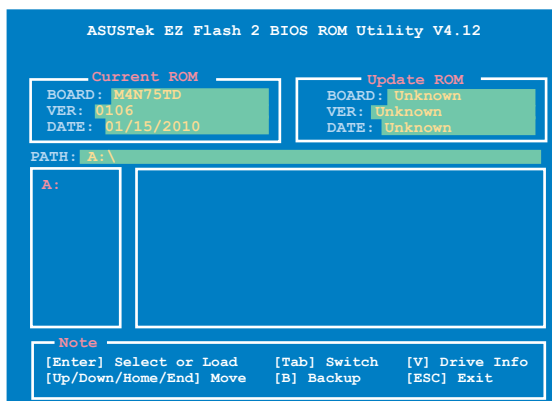 ASUSTek EZ Flash 2 BIOS ROM Utility V4.12
Current ROM
BOARD: M4N75TD
VER: 0106
DATE: 01/15/2010
Update ROM
BOARD: Unknown
VER: Unknown
DATE: Unknown
PATH: A:\
A:
Note
[Enter] Select or Load [Tab] Switch [V] Drive Info
[Up/Down/Home/End] Move [B] Backup [ESC] Exit